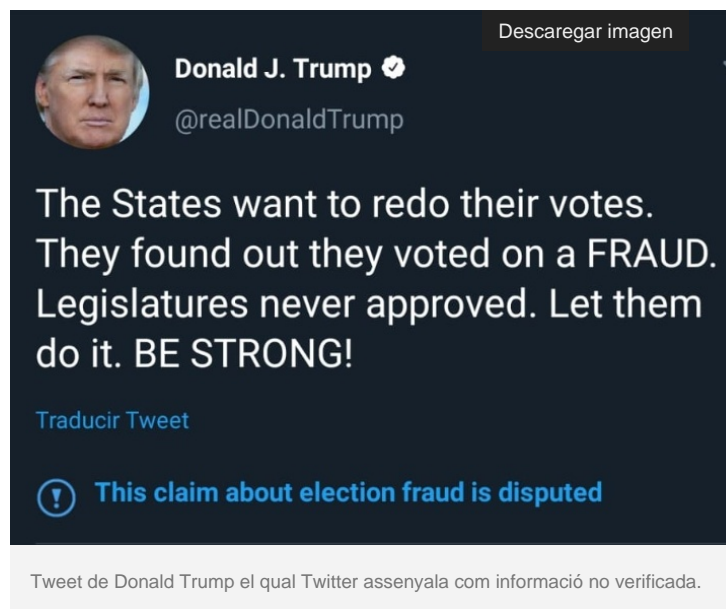 Descaregar imagen
Donald J. Trump
@realDonaldTrump
The States want to redo their votes.
They found out they voted on a FRAUD.
Legislatures never approved. Let them
do it. BE STRONG!
Traducir Tweet
This claim about election fraud is disputed
Tweet de Donald Trump el qual Twitter assenyala com informació no verificada.